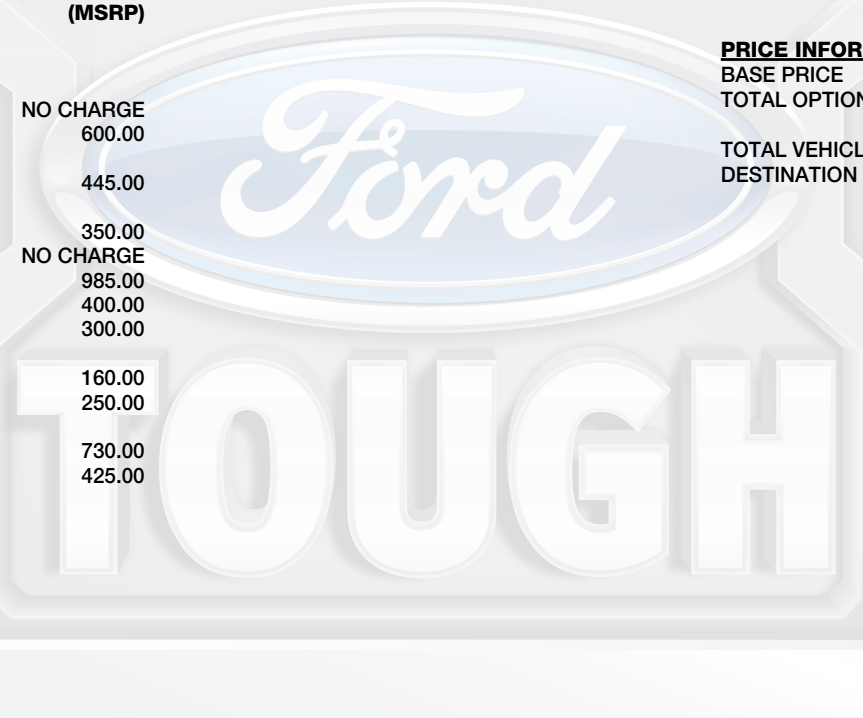 (MSRP)
NO CHARGE
600.00
445.00
350.00
NO CHARGE
985.00
400.00
300.00
160.00
250.00
730.00
425.00
PRICE INFOR
BASE PRICE
TOTAL OPTION
TOTAL VEHICL
DESTINATION
Ford
TOUGH